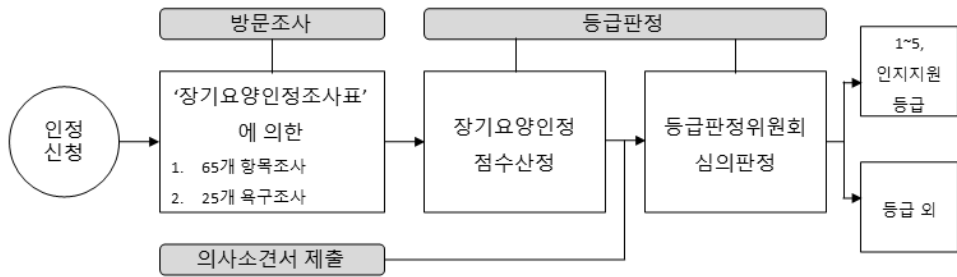 방문조사
등급판정
인정
신청
‘장기요양인정조사표’
에 의한
1. 65개 항목조사
2. 25개 욕구조사
장기요양인정
점수산정
등급판정위원회
심의판정
1~5,
인지지원
등급
등급 외
의사소견서 제출